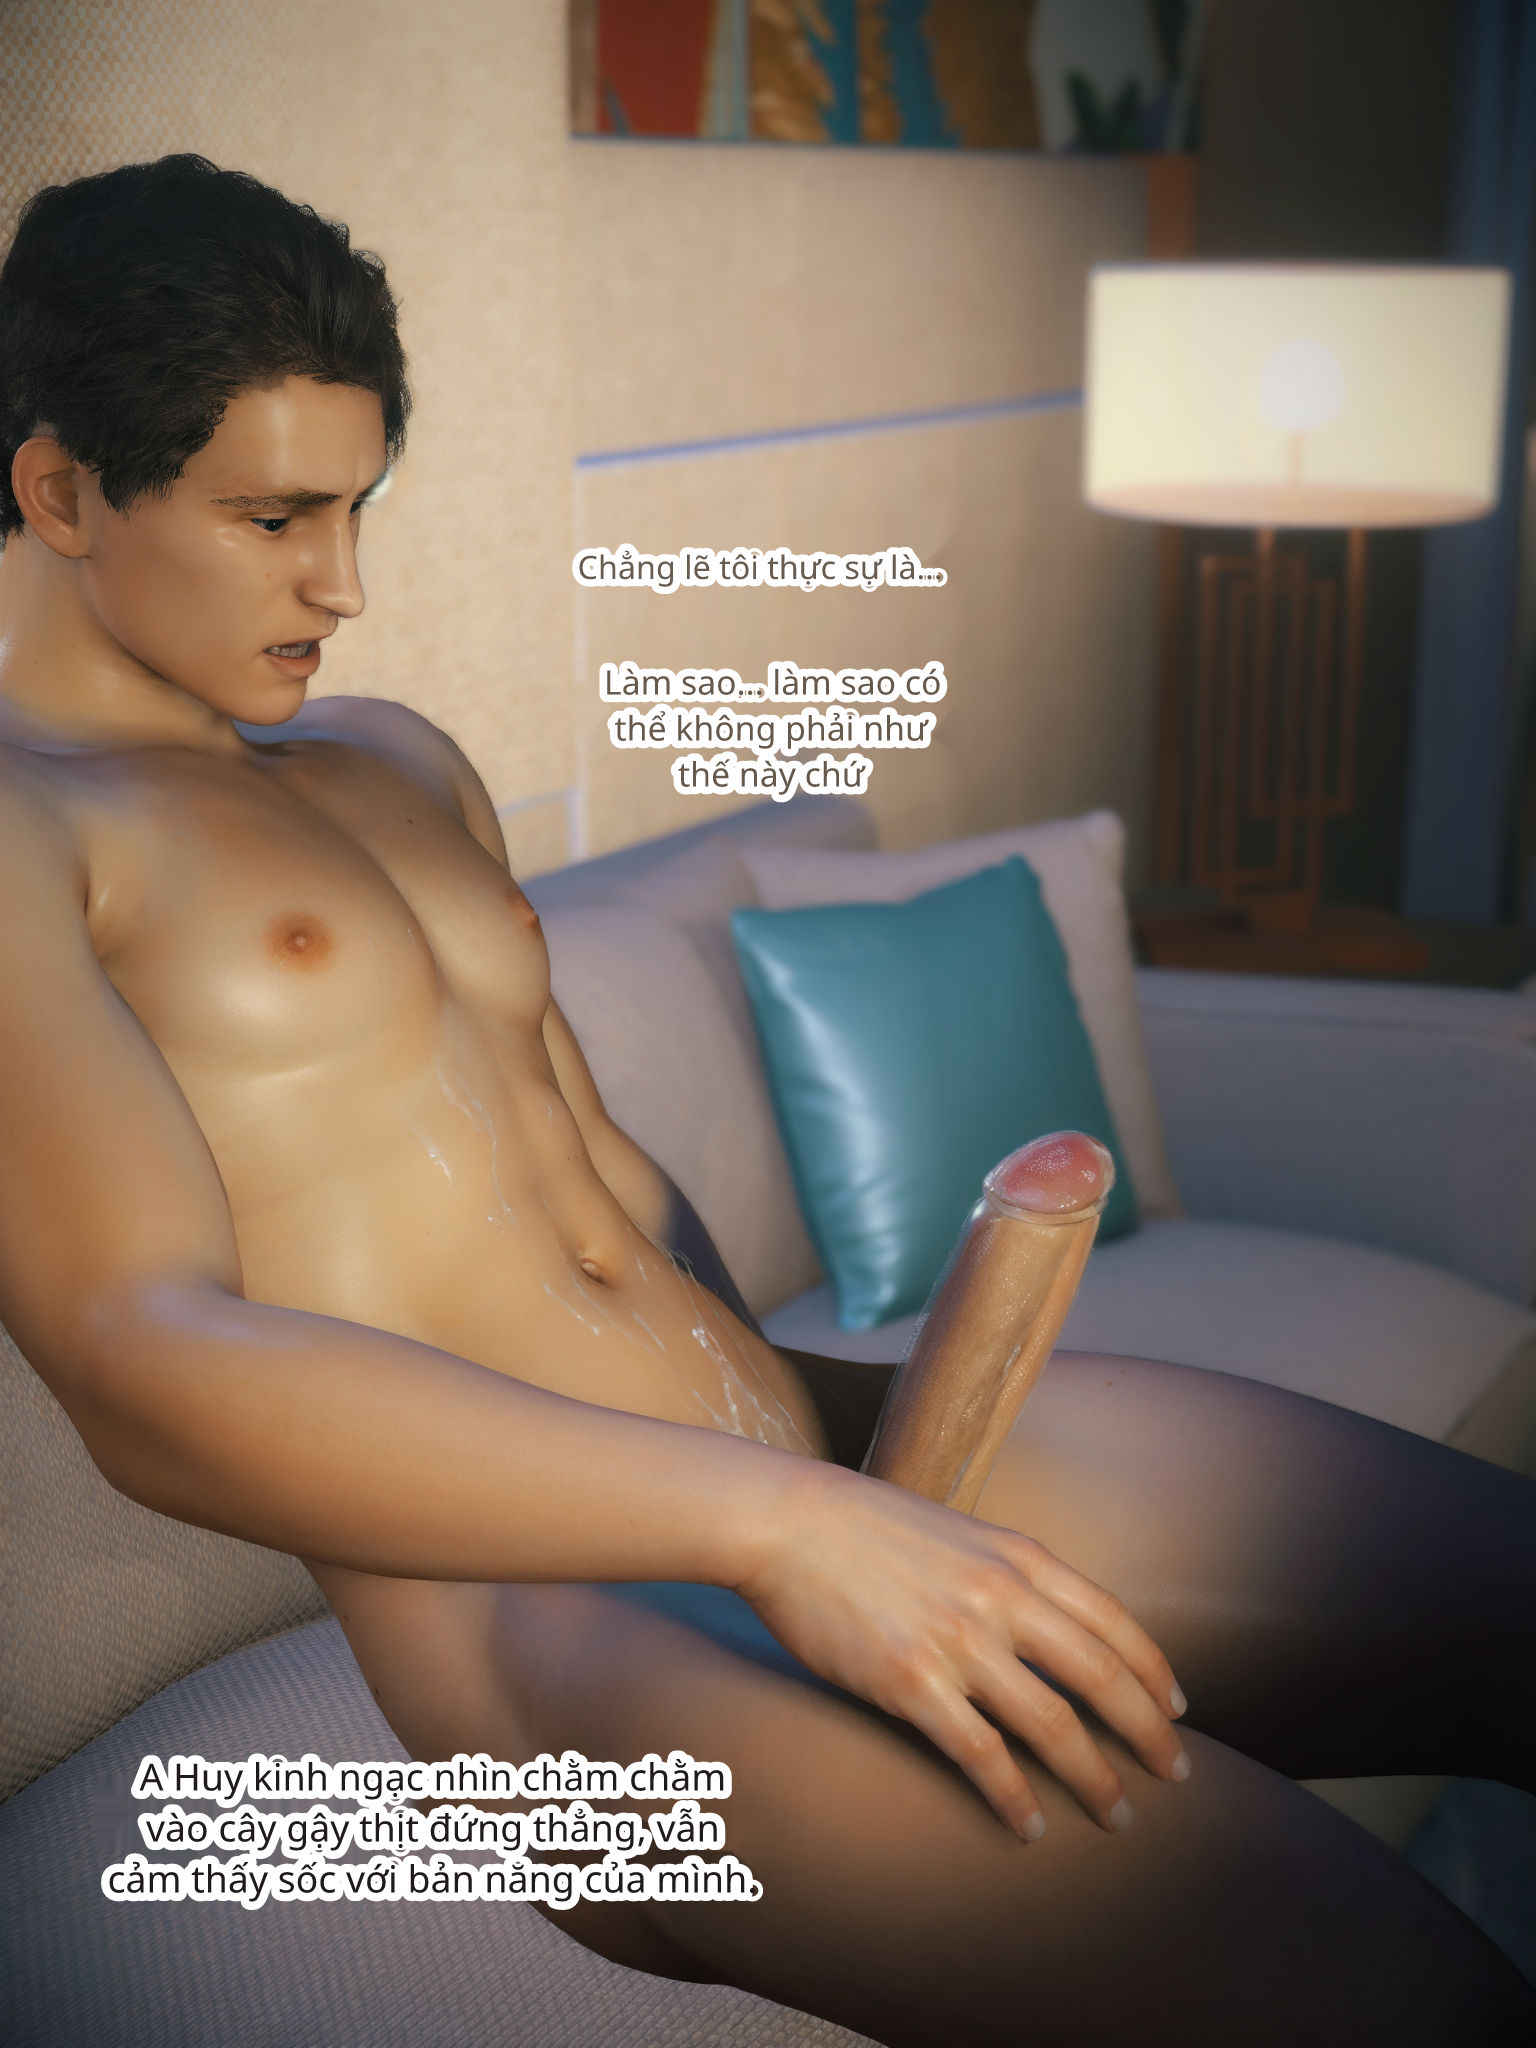 Chẳng lẽ tôi thực sự là...
Làm sao... làm sao có
thể không phải như
thế này chứ
A Huy kinh ngạc nhìn chằm chằm
vào cây gậy thịt đứng thẳng, vẫn
cảm thấy sốc với bản nằng của mình.